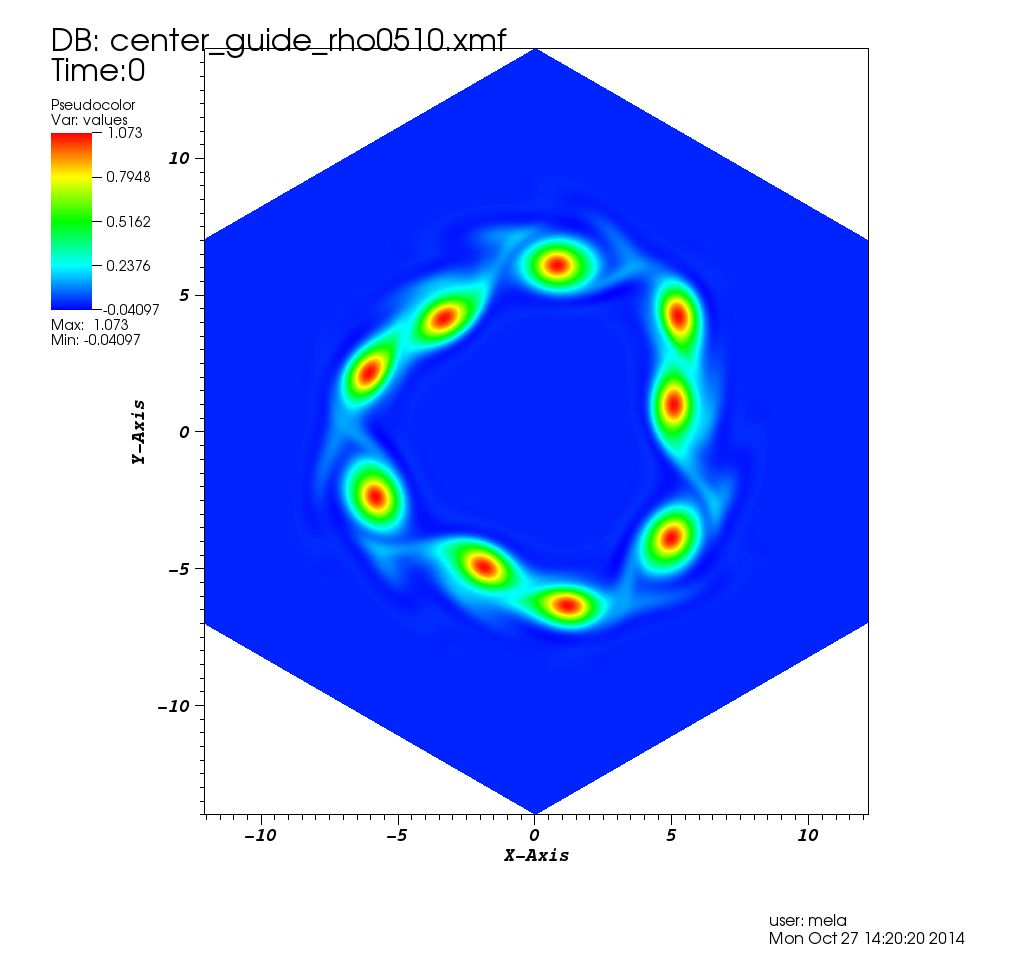 DB: center_guide_rho0510.xmf
Time:0
Pseudocolor
Var: values
1.073
0.7948
0.5162
0.2376
-0.04097
Max: 1.073
Min: -0.04097
10
5
0
-5
-10
Y-Axis
-10 -5 0 5 10
X-Axis
user: mela
Mon Oct 27 14:20:20 2014